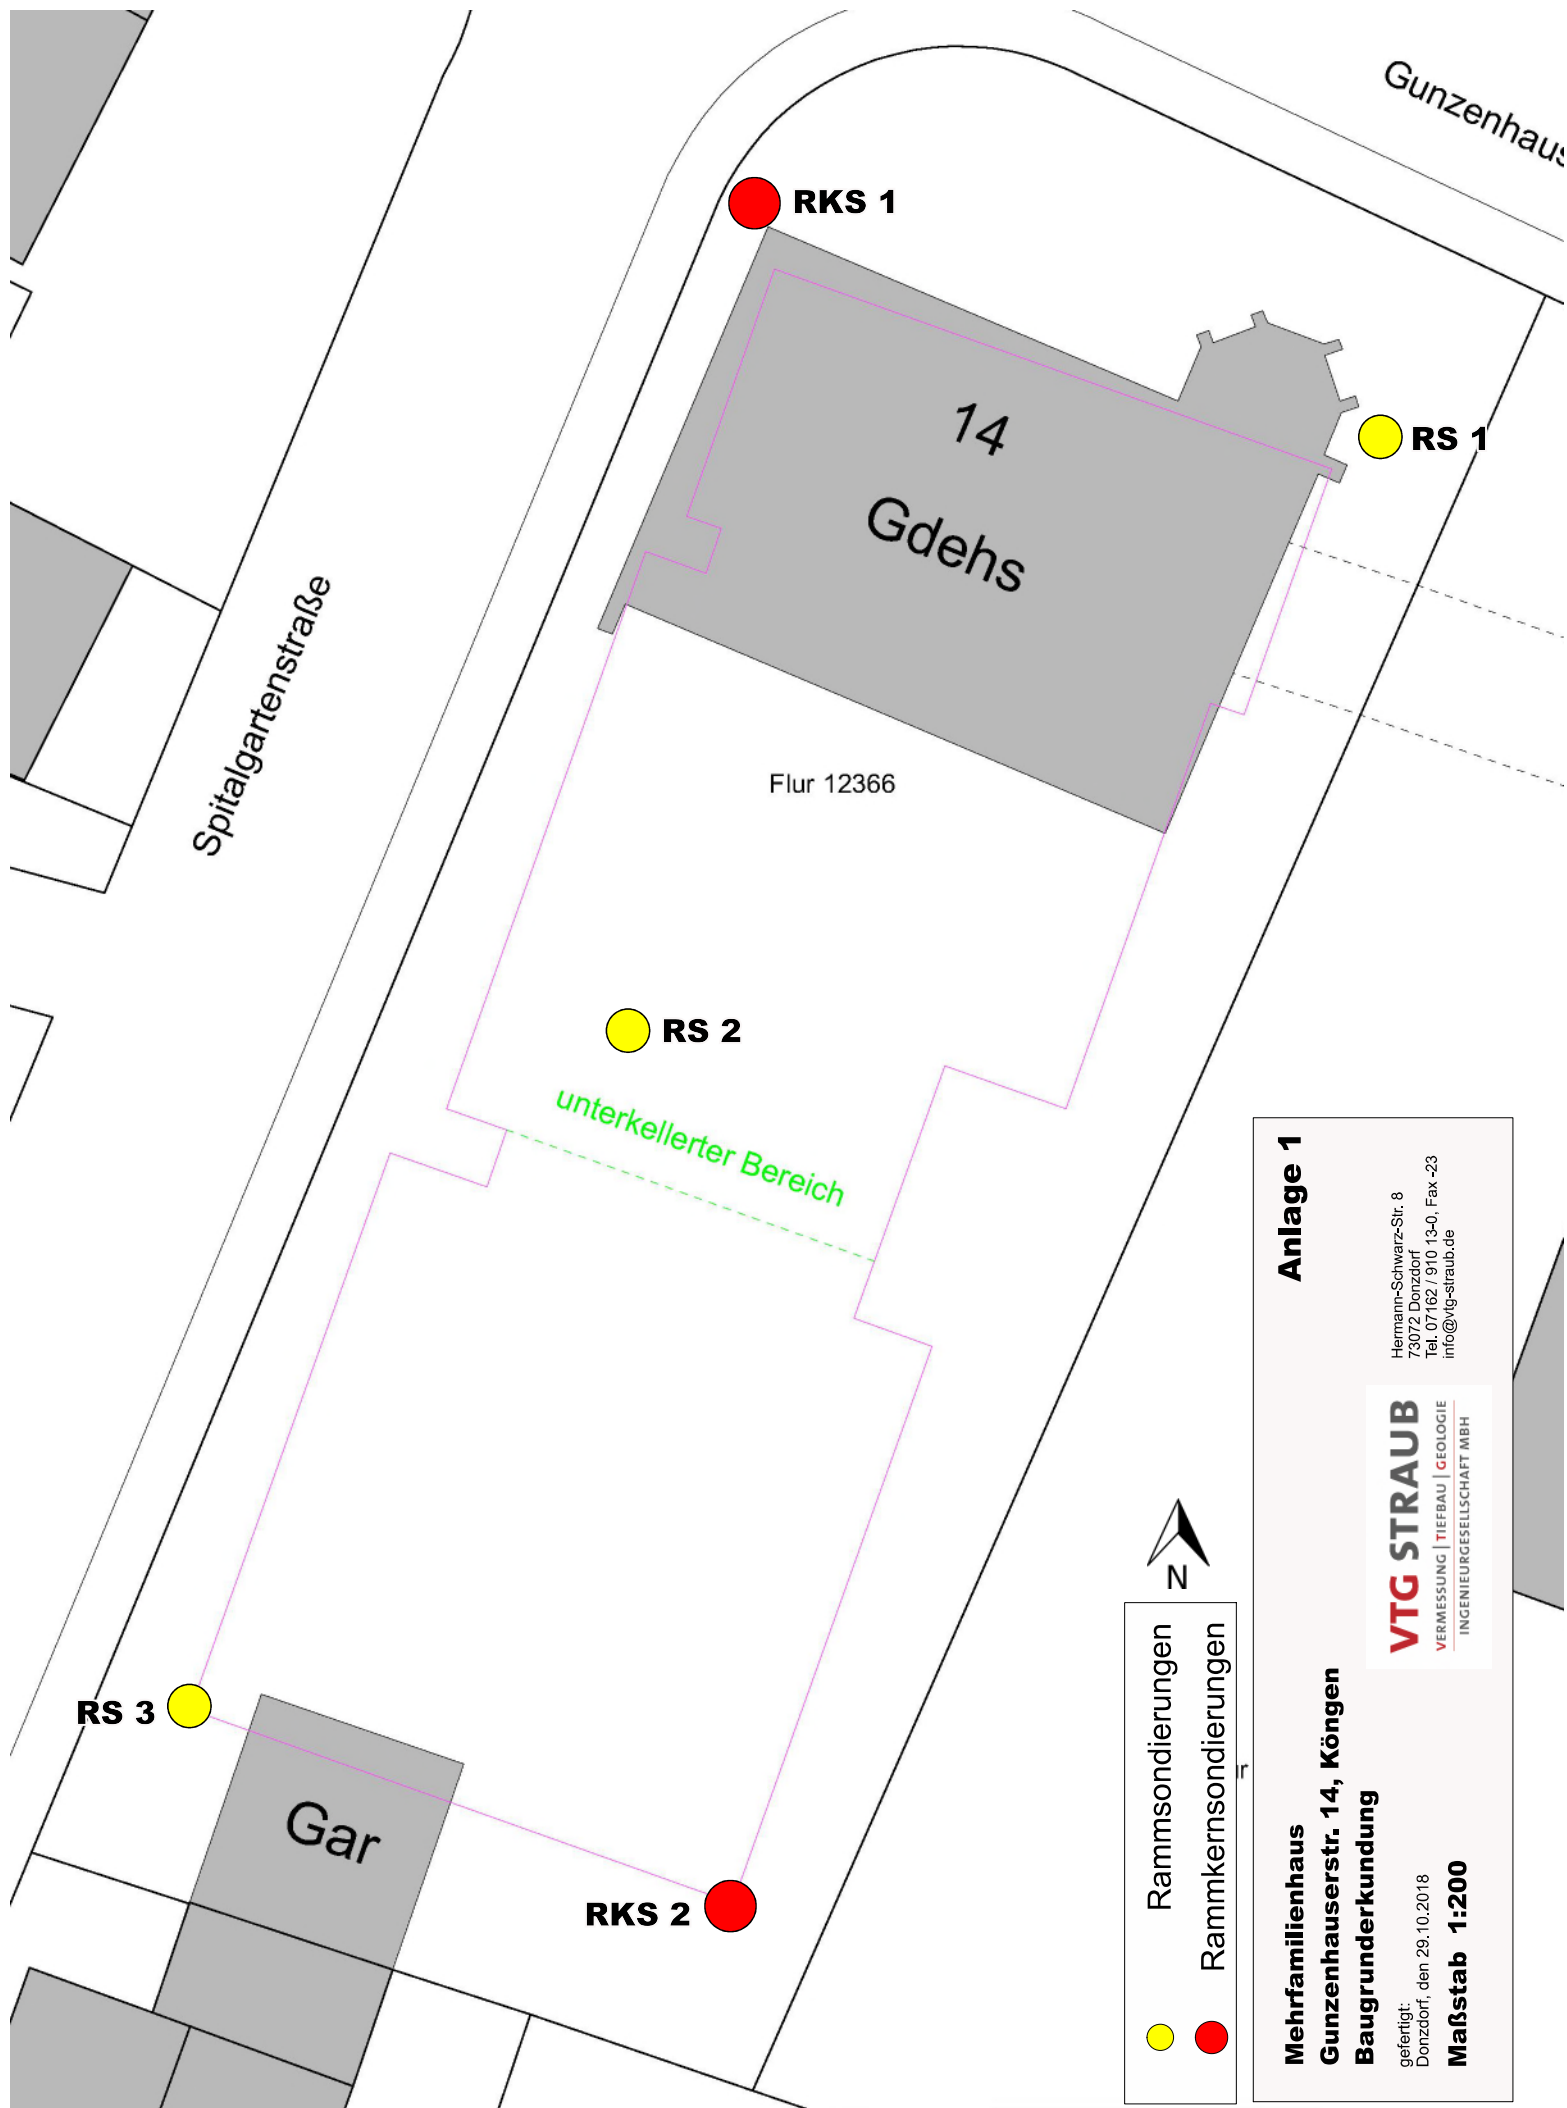 Gunzenhaus
RKS 1
14
Gdehs
RS 1
Spitalgartenstraße
Flur 12366
RS 2
unterkellerter Bereich
RS 3
Gar
RKS 2
N
Rammsondierungen
Rammkernsondierungen
Anlage 1
Mehrfamilienhaus
Gunzenhauserstr. 14, Köngen
Baugrunderkundung
gefertigt:
Donzdorf, den 29.10.2018
Maßstab 1:200
VTG STRAUB
VERMESSUNG | TIEFBAU | GEOLOGIE
INGENIEURGESELLSCHAFT MBH
Hermann-Schwarz-Str. 8
73072 Donzdorf
Tel. 07162 / 910 13-0, Fax -23
info@vtg-straub.de